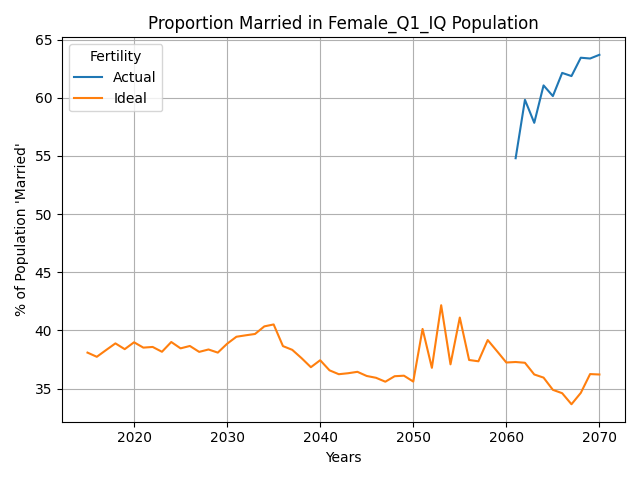 Proportion Married in Female_Q1_IQ Population
% of Population 'Married'
65
60
55
50
45
40
35
Fertility
Actual
Ideal
2020 2030 2040 2050 2060 2070
Years